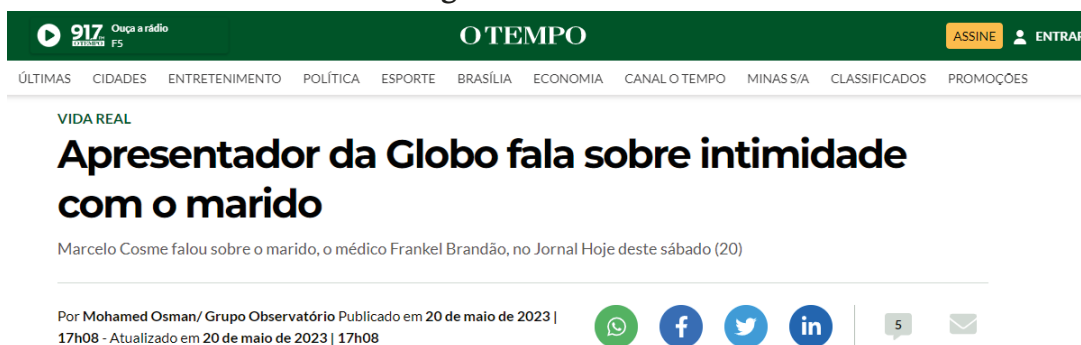 917 Ouça a rádio
O TEMPO F5
O TEMPO
ASSINE ENTRAR
ÚLTIMAS CIDADES ENTRETENIMENTO POLÍTICA ESPORTE BRASÍLIA ECONOMIA CANAL O TEMPO MINAS S/A CLASSIFICADOS PROMOÇÕES
VIDA REAL
Apresentador da Globo fala sobre intimidade
com o marido
Marcelo Cosme falou sobre o marido, o médico Frankel Brandão, no Jornal Hoje deste sábado (20)
Por Mohamed Osman/ Grupo Observatório Publicado em 20 de maio de 2023 |
17h08 - Atualizado em 20 de maio de 2023 | 17h08
f in 5